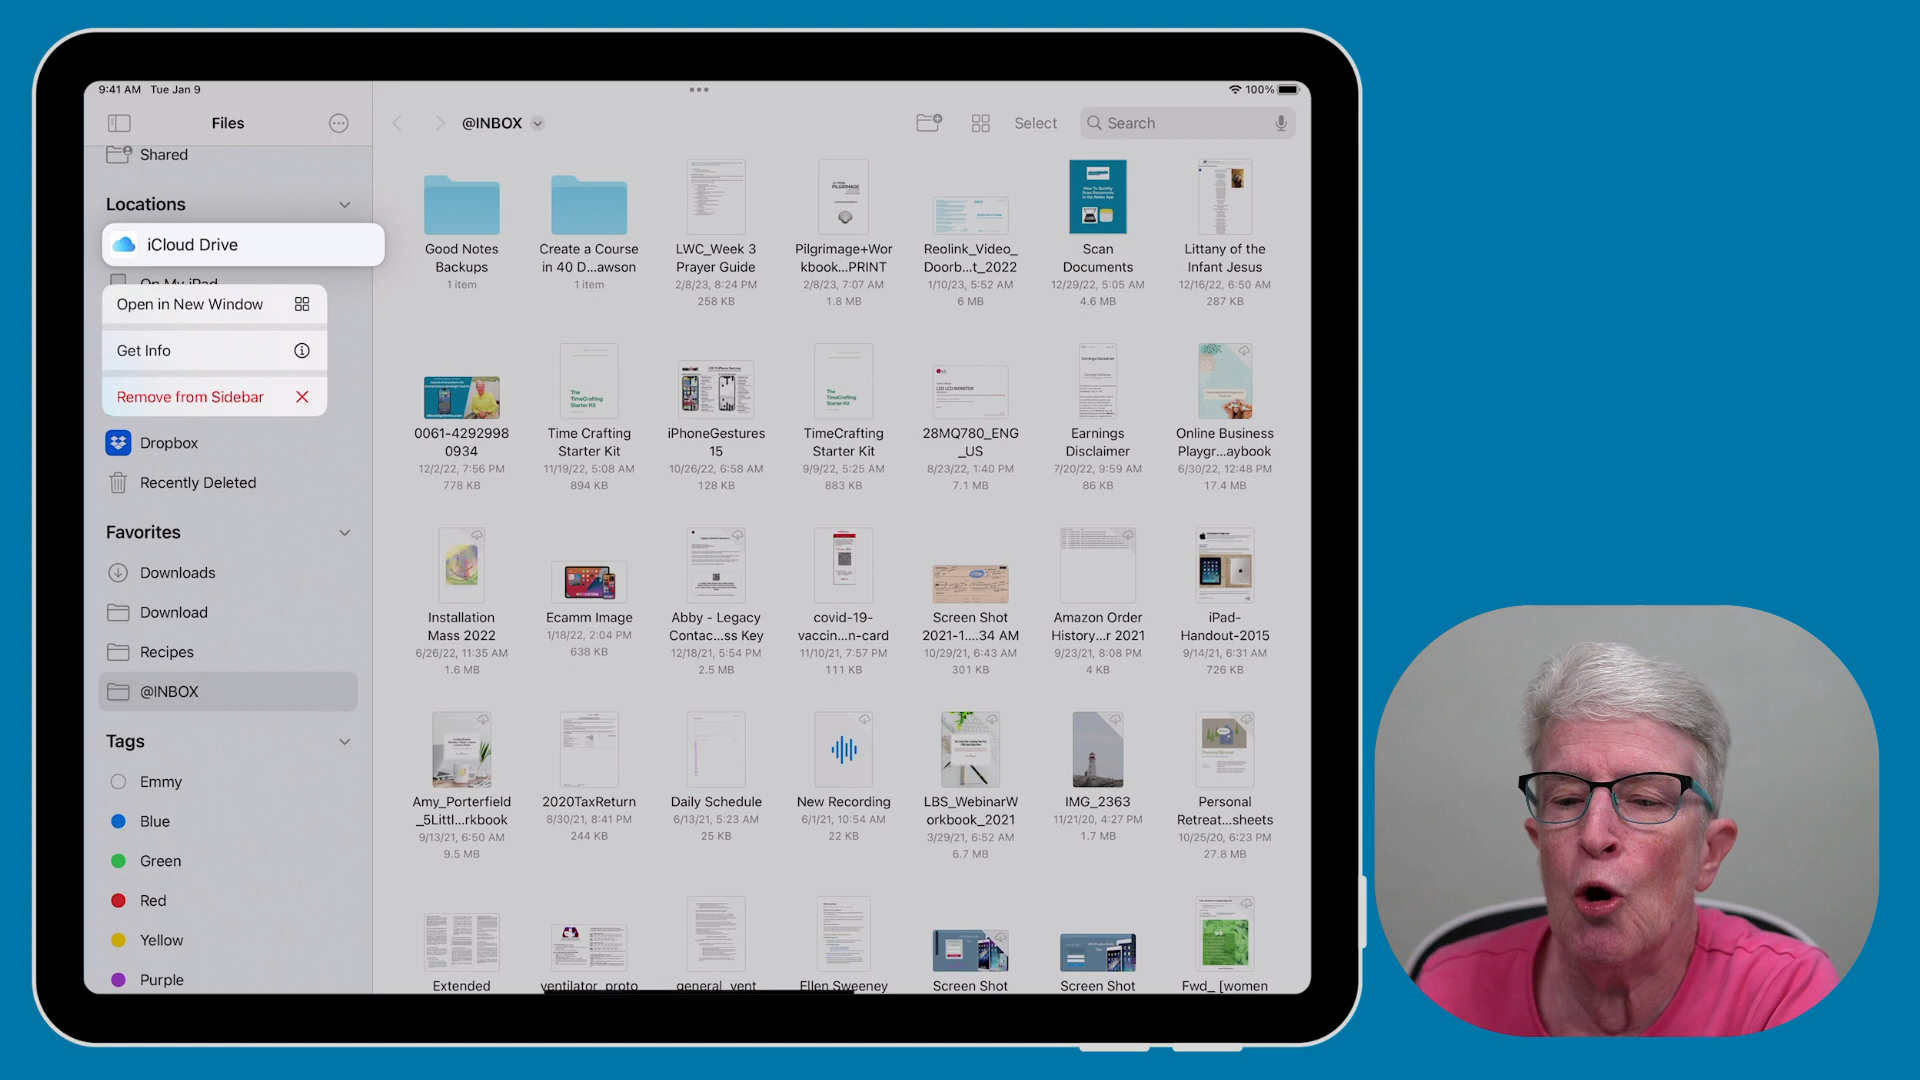 9:41 AM Tue Jan 9
100%
Files
@INBOX
Select
Search
Shared
Locations
iCloud Drive
On My iPad
Open in New Window
Get Info
Remove from Sidebar
Dropbox
Recently Deleted
Favorites
Downloads
Download
Recipes
@INBOX
Tags
Emmy
Blue
Green
Red
Yellow
Purple
Good Notes
Backups
1 item
Create a Course
in 40 D...awson
1 item
LWC_Week 3
Prayer Guide
2/8/23, 8:24 PM
258 KB
Pilgrimage+Wor
kbook...PRINT
2/8/23, 7:07 AM
1.8 MB
Reolink_Video_
Doorb...t_2022
1/10/23, 5:52 AM
6 MB
Scan
Documents
12/29/22, 5:05 AM
4.6 MB
Littany of the
Infant Jesus
12/16/22, 6:50 AM
287 KB
0061-4292998
0934
12/2/22, 7:56 PM
778 KB
The
TimeCrafting
Starter Kit
Time Crafting
Starter Kit
11/19/22, 5:08 AM
894 KB
iPhoneGestures
15
10/26/22, 6:58 AM
128 KB
The
TimeCrafting
Starter Kit
TimeCrafting
Starter Kit
9/9/22, 5:25 AM
883 KB
28MQ780_ENG
_US
8/23/22, 1:40 PM
7.1 MB
Earnings
Disclaimer
7/20/22, 9:59 AM
86 KB
Online Business
Playgr...aybook
6/30/22, 12:48 PM
17.4 MB
Installation
Mass 2022
6/26/22, 11:35 AM
1.6 MB
Ecamm Image
1/18/22, 2:04 PM
638 KB
Abby - Legacy
Contac...ss Key
12/18/21, 5:54 PM
2.5 MB
covid-19-
vaccin...n-card
11/10/21, 7:57 PM
111 KB
Screen Shot
2021-1....34 AM
10/29/21, 6:43 AM
301 KB
Amazon Order
History...r 2021
9/23/21, 8:08 PM
4 KB
iPad-
Handout-2015
9/14/21, 6:31 AM
726 KB
Amy_Porterfield
_5Littl...rkbook
9/13/21, 6:50 AM
9.5 MB
2020TaxReturn
8/30/21, 8:41 PM
244 KB
Daily Schedule
6/13/21, 5:23 AM
25 KB
New Recording
6/1/21, 10:54 AM
22 KB
LBS_WebinarW
orkbook_2021
3/29/21, 6:52 AM
6.7 MB
IMG_2363
11/21/20, 4:27 PM
1.7 MB
Personal
Retreat...sheets
10/25/20, 6:23 PM
27.8 MB
Extended
ventilator_proto
general_vent
Ellen Sweeney
Screen Shot
Screen Shot
Fwd_ [women